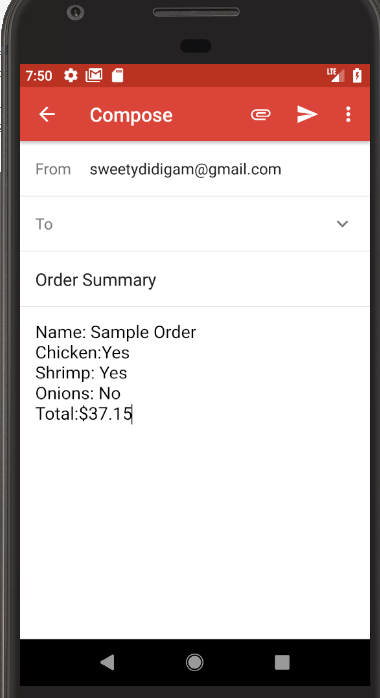 7:50 LTE
Compose
From sweetydidigam@gmail.com
To
Order Summary
Name: Sample Order
Chicken:Yes
Shrimp: Yes
Onions: No
Total:$37.15